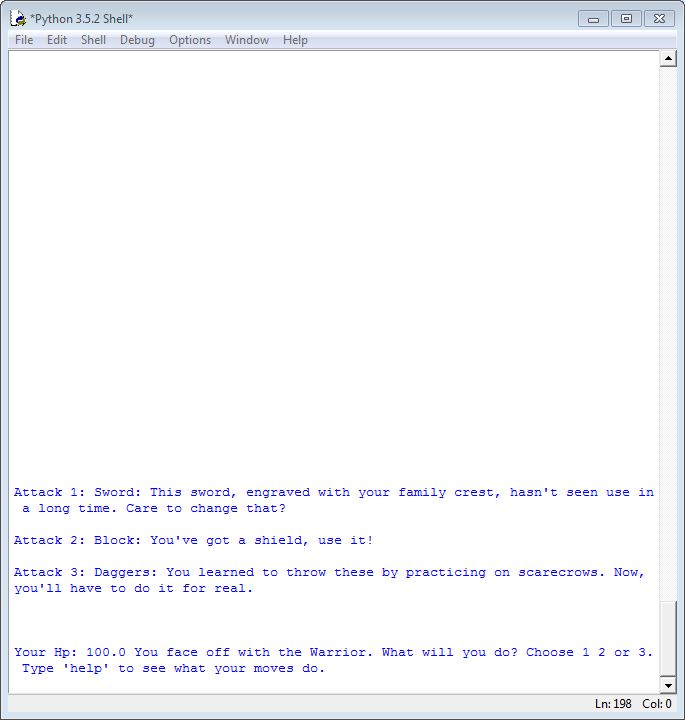 *Python 3.5.2 Shell*
File Edit Shell Debug Options Window Help
Attack 1: Sword: This sword, engraved with your family crest, hasn't seen use in
a long time. Care to change that?
Attack 2: Block: You've got a shield, use it!
Attack 3: Daggers: You learned to throw these by practicing on scarecrows. Now,
you'll have to do it for real.
Your Hp: 100.0 You face off with the Warrior. What will you do? Choose 1 2 or 3.
Type 'help' to see what your moves do.
Ln: 198 Col: 0